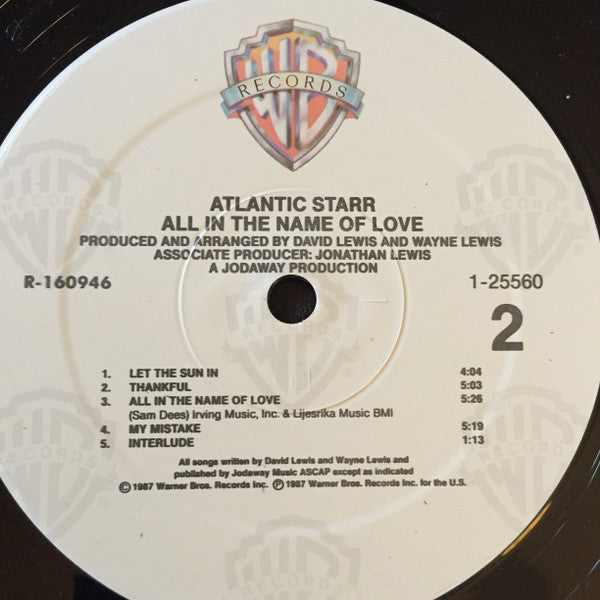 WB
RECORDS
ATLANTIC STARR
ALL IN THE NAME OF LOVE
PRODUCED AND ARRANGED BY DAVID LEWIS AND WAYNE LEWIS
ASSOCIATE PRODUCER: JONATHAN LEWIS
A JODAWAY PRODUCTION
R-160946 1-25560
2
1. LET THE SUN IN 4:04
2. THANKFUL 5:03
3. ALL IN THE NAME OF LOVE 5:26
(Sam Dees) Irving Music, Inc. & Lijesrika Music BMI
4. MY MISTAKE 5:19
5. INTERLUDE 1:13
All songs written by David Lewis and Wayne Lewis and
published by Jodaway Music ASCAP except as indicated
© 1987 Warner Bros. Records Inc. ℗ 1987 Warner Bros. Records Inc. for the U.S.